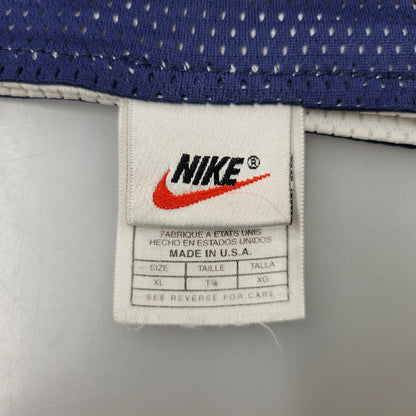 NIKE®
FABRIQUE A ETATS UNIS
HECHO EN ESTADOS UNIDOS
MADE IN U.S.A.
SIZE TAILLE TALLA
XL TG XG
SEE REVERSE FOR CARE